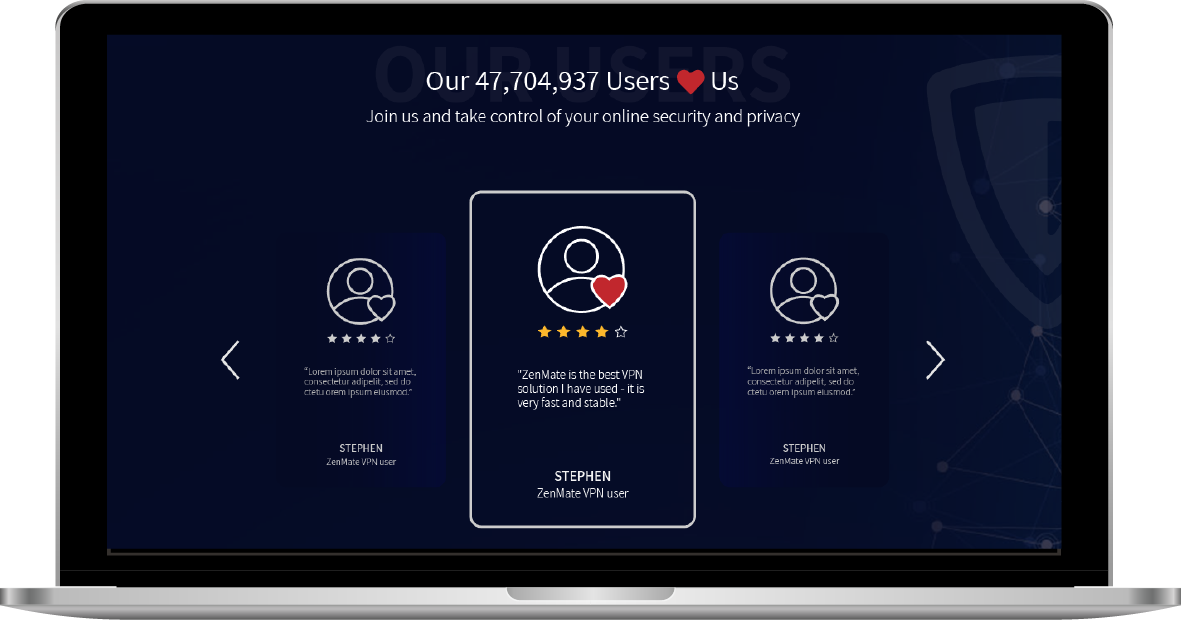 OUR USERS
Our 47,704,937 Users Us
Join us and take control of your online security and privacy
"Lorem ipsum dolor sit amet,
consectetur adipelit, sed do
ctetu orem ipsum eiusmod."
STEPHEN
ZenMate VPN user
"ZenMate is the best VPN
solution I have used - it is
very fast and stable."
STEPHEN
ZenMate VPN user
"Lorem ipsum dolor sit amet,
consectetur adipelit, sed do
ctetu orem ipsum eiusmod."
STEPHEN
ZenMate VPN user